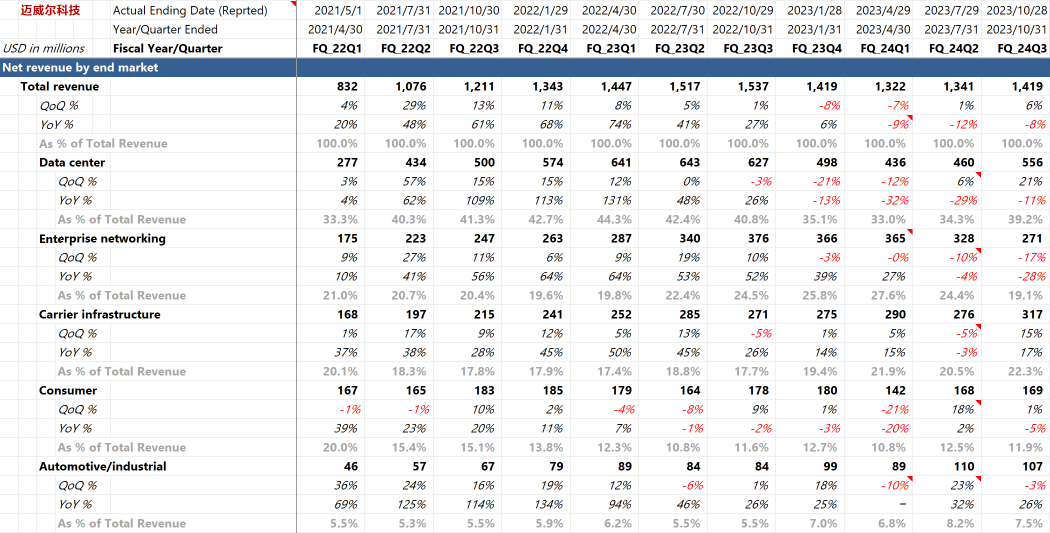 迈威尔科技 Actual Ending Date (Reprted) 2021/5/1 2021/7/31 2021/10/30 2022/1/29 2022/4/30 2022/7/30 2022/10/29 2023/1/28 2023/4/29 2023/7/29 2023/10/28
Year/Quarter Ended 2021/4/30 2021/7/31 2021/10/31 2022/1/31 2022/4/30 2022/7/31 2022/10/31 2023/1/31 2023/4/30 2023/7/31 2023/10/31
USD in millions Fiscal Year/Quarter FQ_22Q1 FQ_22Q2 FQ_22Q3 FQ_22Q4 FQ_23Q1 FQ_23Q2 FQ_23Q3 FQ_23Q4 FQ_24Q1 FQ_24Q2 FQ_24Q3
Net revenue by end market
Total revenue 832 1,076 1,211 1,343 1,447 1,517 1,537 1,419 1,322 1,341 1,419
QoQ % 4% 29% 13% 11% 8% 5% 1% -8% -7% 1% 6%
YoY % 20% 48% 61% 68% 74% 41% 27% 6% -9% -12% -8%
As % of Total Revenue 100.0% 100.0% 100.0% 100.0% 100.0% 100.0% 100.0% 100.0% 100.0% 100.0% 100.0%
Data center 277 434 500 574 641 643 627 498 436 460 556
QoQ % 3% 57% 15% 15% 12% 0% -3% -21% -12% 6% 21%
YoY % 4% 62% 109% 113% 131% 48% 26% -13% -32% -29% -11%
As % of Total Revenue 33.3% 40.3% 41.3% 42.7% 44.3% 42.4% 40.8% 35.1% 33.0% 34.3% 39.2%
Enterprise networking 175 223 247 263 287 340 376 366 365 328 271
QoQ % 9% 27% 11% 6% 9% 19% 10% -3% -0% -10% -17%
YoY % 10% 41% 56% 64% 64% 53% 52% 39% 27% -4% -28%
As % of Total Revenue 21.0% 20.7% 20.4% 19.6% 19.8% 22.4% 24.5% 25.8% 27.6% 24.4% 19.1%
Carrier infrastructure 168 197 215 241 252 285 271 275 290 276 317
QoQ % 1% 17% 9% 12% 5% 13% -5% 1% 5% -5% 15%
YoY % 37% 38% 28% 45% 50% 45% 26% 14% 15% -3% 17%
As % of Total Revenue 20.1% 18.3% 17.8% 17.9% 17.4% 18.8% 17.7% 19.4% 21.9% 20.5% 22.3%
Consumer 167 165 183 185 179 164 178 180 142 168 169
QoQ % -1% -1% 10% 2% -4% -8% 9% 1% -21% 18% 1%
YoY % 39% 23% 20% 11% 7% -1% -2% -3% -20% 2% -5%
As % of Total Revenue 20.0% 15.4% 15.1% 13.8% 12.3% 10.8% 11.6% 12.7% 10.8% 12.5% 11.9%
Automotive/industrial 46 57 67 79 89 84 84 99 89 110 107
QoQ % 36% 24% 16% 19% 12% -6% 1% 18% -10% 23% -3%
YoY % 69% 125% 114% 134% 94% 46% 26% 25% – 32% 26%
As % of Total Revenue 5.5% 5.3% 5.5% 5.9% 6.2% 5.5% 5.5% 7.0% 6.8% 8.2% 7.5%